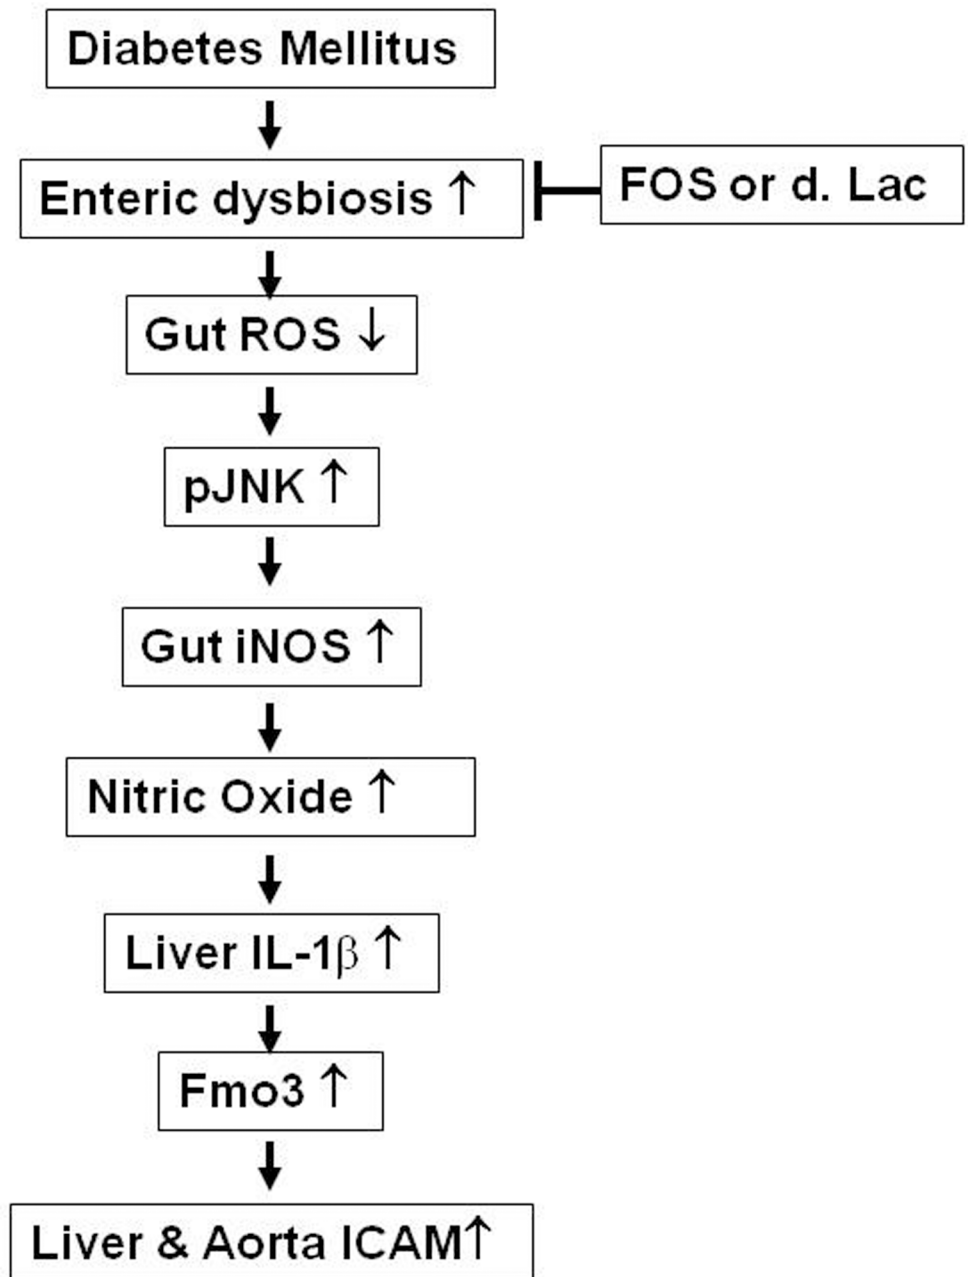 Diabetes Mellitus
Enteric dysbiosis ↑
FOS or d. Lac
Gut ROS ↓
pJNK ↑
Gut iNOS ↑
Nitric Oxide ↑
Liver IL-1β ↑
Fmo3 ↑
Liver & Aorta ICAM↑